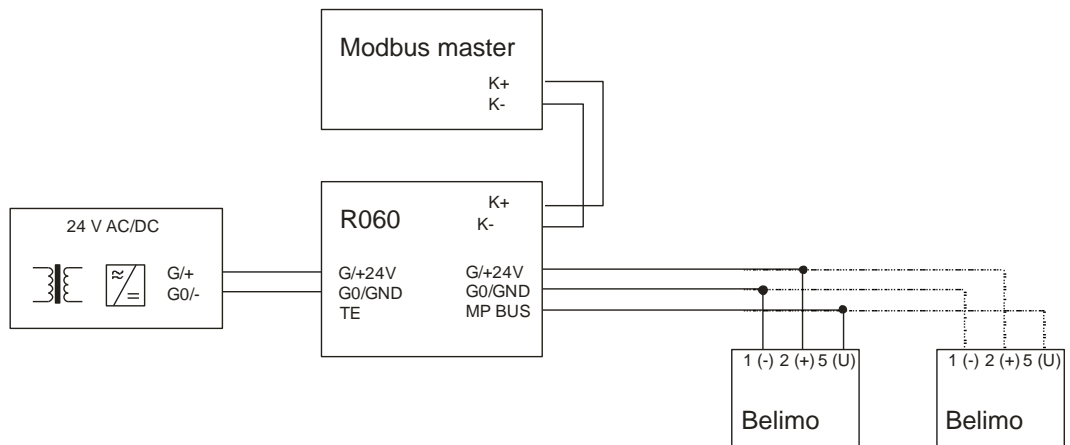 Modbus master
K+
K-
K+
R060
K-
24 V AC/DC
G/+
G0/-
G/+24V
G0/GND
TE
G/+24V
G0/GND
MP BUS
1 (-) 2 (+) 5 (U)
Belimo
1 (-) 2 (+) 5 (U)
Belimo